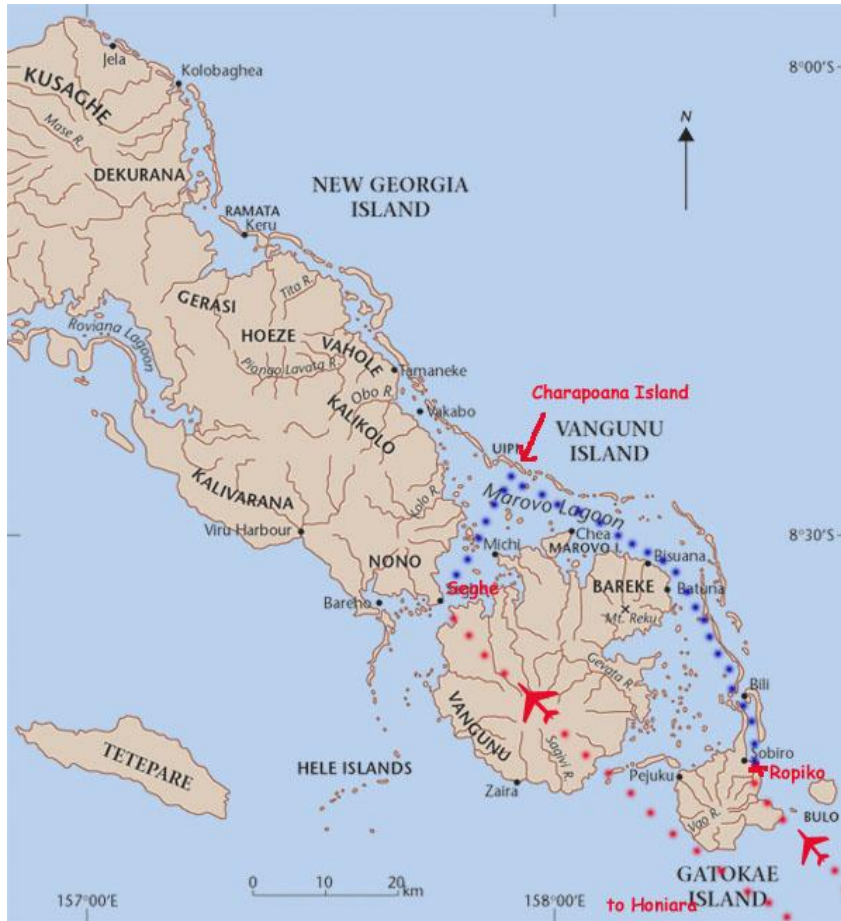 Jela
8°00'S
Kolobaghea
KUSAGHE
Mase R.
N
DEKURANA
NEW GEORGIA
ISLAND
RAMATA
Keru
Tita R.
GERASI
Roviana Lagoon
HOEZE
VAHOLE
Piongo Lavata R.
Tamaneke
Charapoana Island
Obo R.
Vakabo
VANGUNU
ISLAND
KALIKOLO
UIPI
KALIVARANA
Kolo R.
Marovo Lagoon
Viru Harbour
Chea
8°30'S
Michi
MAROVO I.
Bisuana
NONO
BAREKE
Batuna
Seghe
Bareho
Mt. Reku
Gevata R.
Bili
VANGUNU
TETEPARE
Sagivi R.
HELE ISLANDS
Sobiro
Pejuku
Ropiko
Zaira
Vao R.
BULO
GATOKAE
ISLAND
0 10 20
km
157°00'E
158°00'E
to Honiara